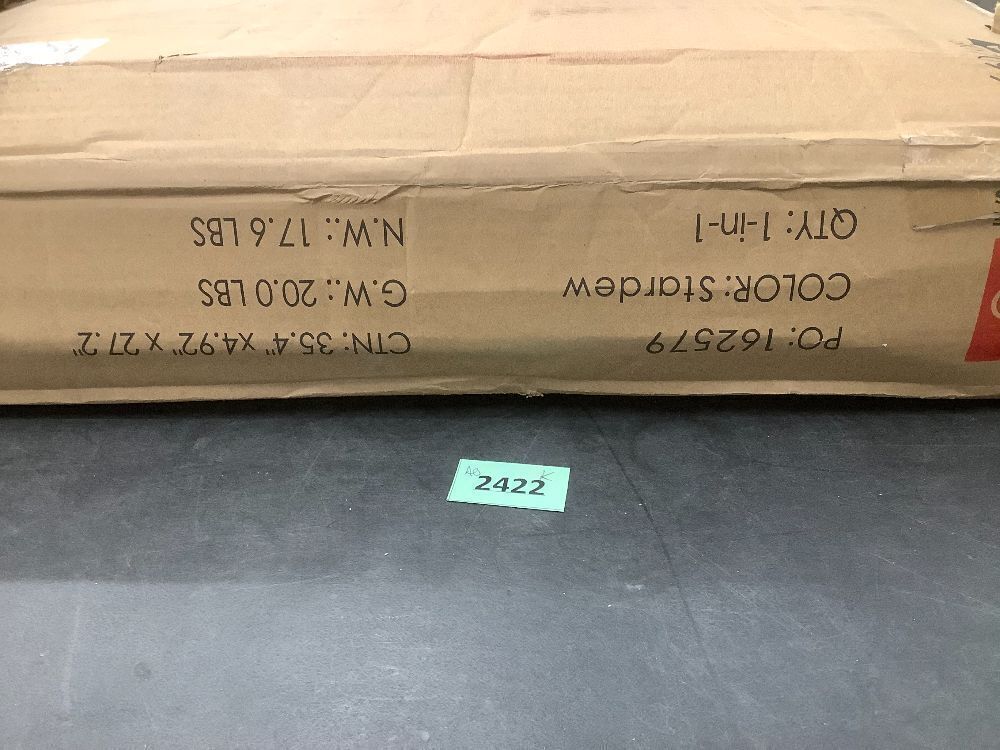 PO: 162579
COLOR: Stardew
QTY: 1-in-1
CTN: 35.4" x4.92" x 27.2"
G.W.: 20.0 LBS
N.W.: 17.6 LBS
2422
K